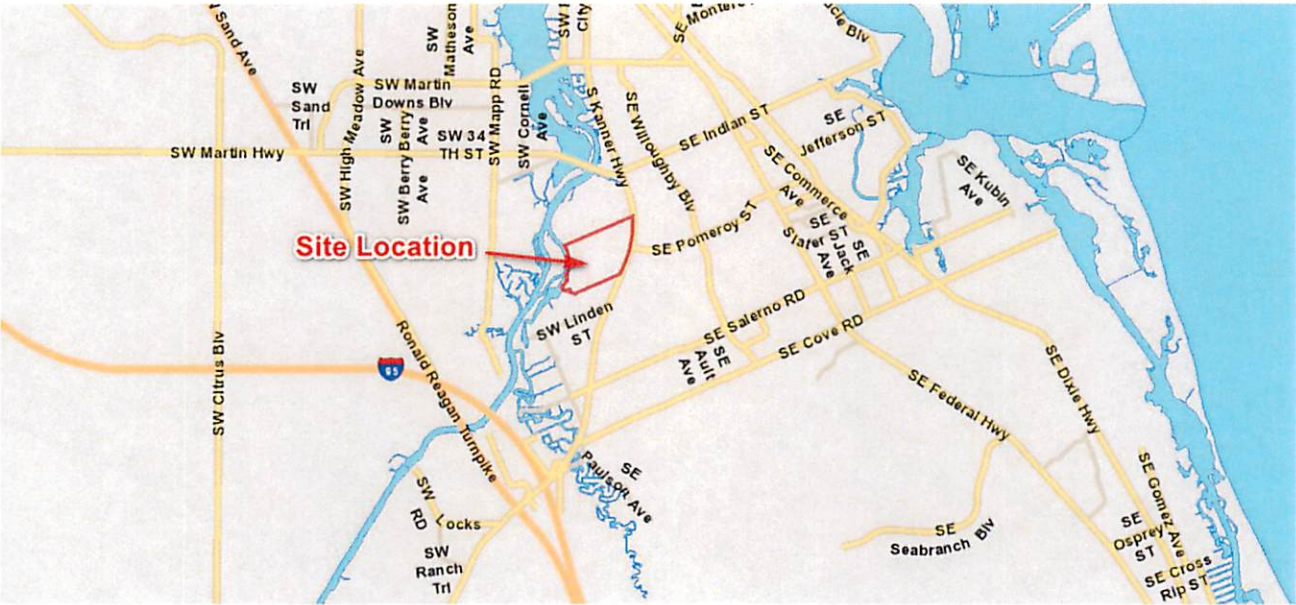 Sand Ave
SW
Matheson
Ave
City
SE Montere
cie Blv
SW
Sand
Trl
SW High Meadow Ave
SW Martin
Downs Blv
SW
Berry Ave
SW Berry
Ave
SW 34
TH ST
SW Mapp RD
SW Cornell
Ave
S Kanner Hwy
SE Willoughby Blv
SE Indian ST
SE
Jefferson ST
SE Commerce
Ave
SE Kubin
Ave
SW Martin Hwy
Site Location
SE Pomeroy ST
SE
Slater ST
SE
Jack
Ave
SW Linden
ST
SE Salerno RD
SE Cove RD
SE
Ault
Ave
SW Citrus Blv
95
Ronald Reagan Turnpike
SE Federal Hwy
SE Dixie Hwy
SE
Paulson Ave
SW
Locks
RD
SW
Ranch
Trl
SE
Seabranch Blv
SE Gomez Ave
SE
Osprey
ST
SE Cross
Rip ST